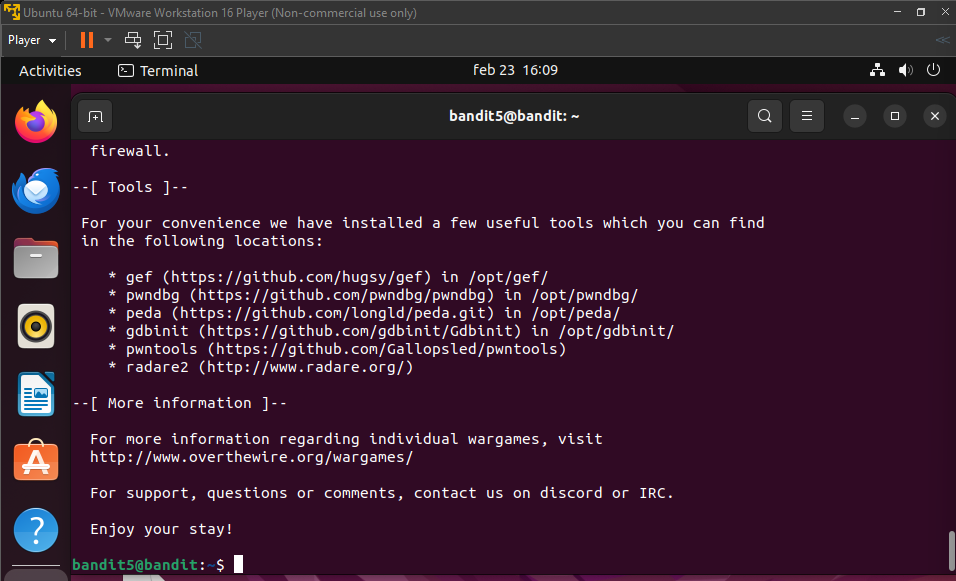 Ubuntu 64-bit - VMware Workstation 16 Player (Non-commercial use only)
Player
Activities
Terminal
feb 23 16:09
bandit5@bandit: ~
firewall.
--[ Tools ]--
For your convenience we have installed a few useful tools which you can find
in the following locations:
* gef (https://github.com/hugsy/gef) in /opt/gef/
* pwndbg (https://github.com/pwndbg/pwndbg) in /opt/pwndbg/
* peda (https://github.com/longld/peda.git) in /opt/peda/
* gdbinit (https://github.com/gdbinit/Gdbinit) in /opt/gdbinit/
* pwntools (https://github.com/Gallopsled/pwntools)
* radare2 (http://www.radare.org/)
--[ More information ]--
For more information regarding individual wargames, visit
http://www.overthewire.org/wargames/
For support, questions or comments, contact us on discord or IRC.
Enjoy your stay!
bandit5@bandit:~$